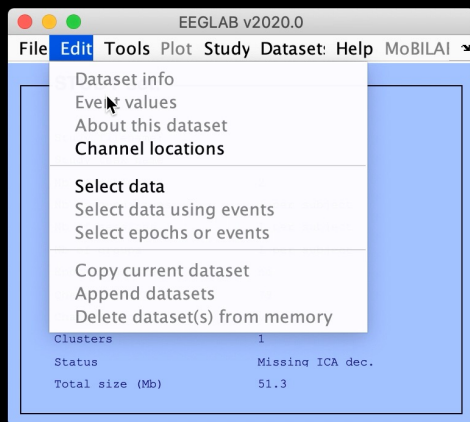 EEGLAB v2020.0
File Edit Tools Plot Study Datasets Help MoBILAI
Dataset info
Event values
About this dataset
Channel locations
Select data
Select data using events
Select epochs or events
Copy current dataset
Append datasets
Delete dataset(s) from memory
Clusters 1
Status Missing ICA dec.
Total size (Mb) 51.3